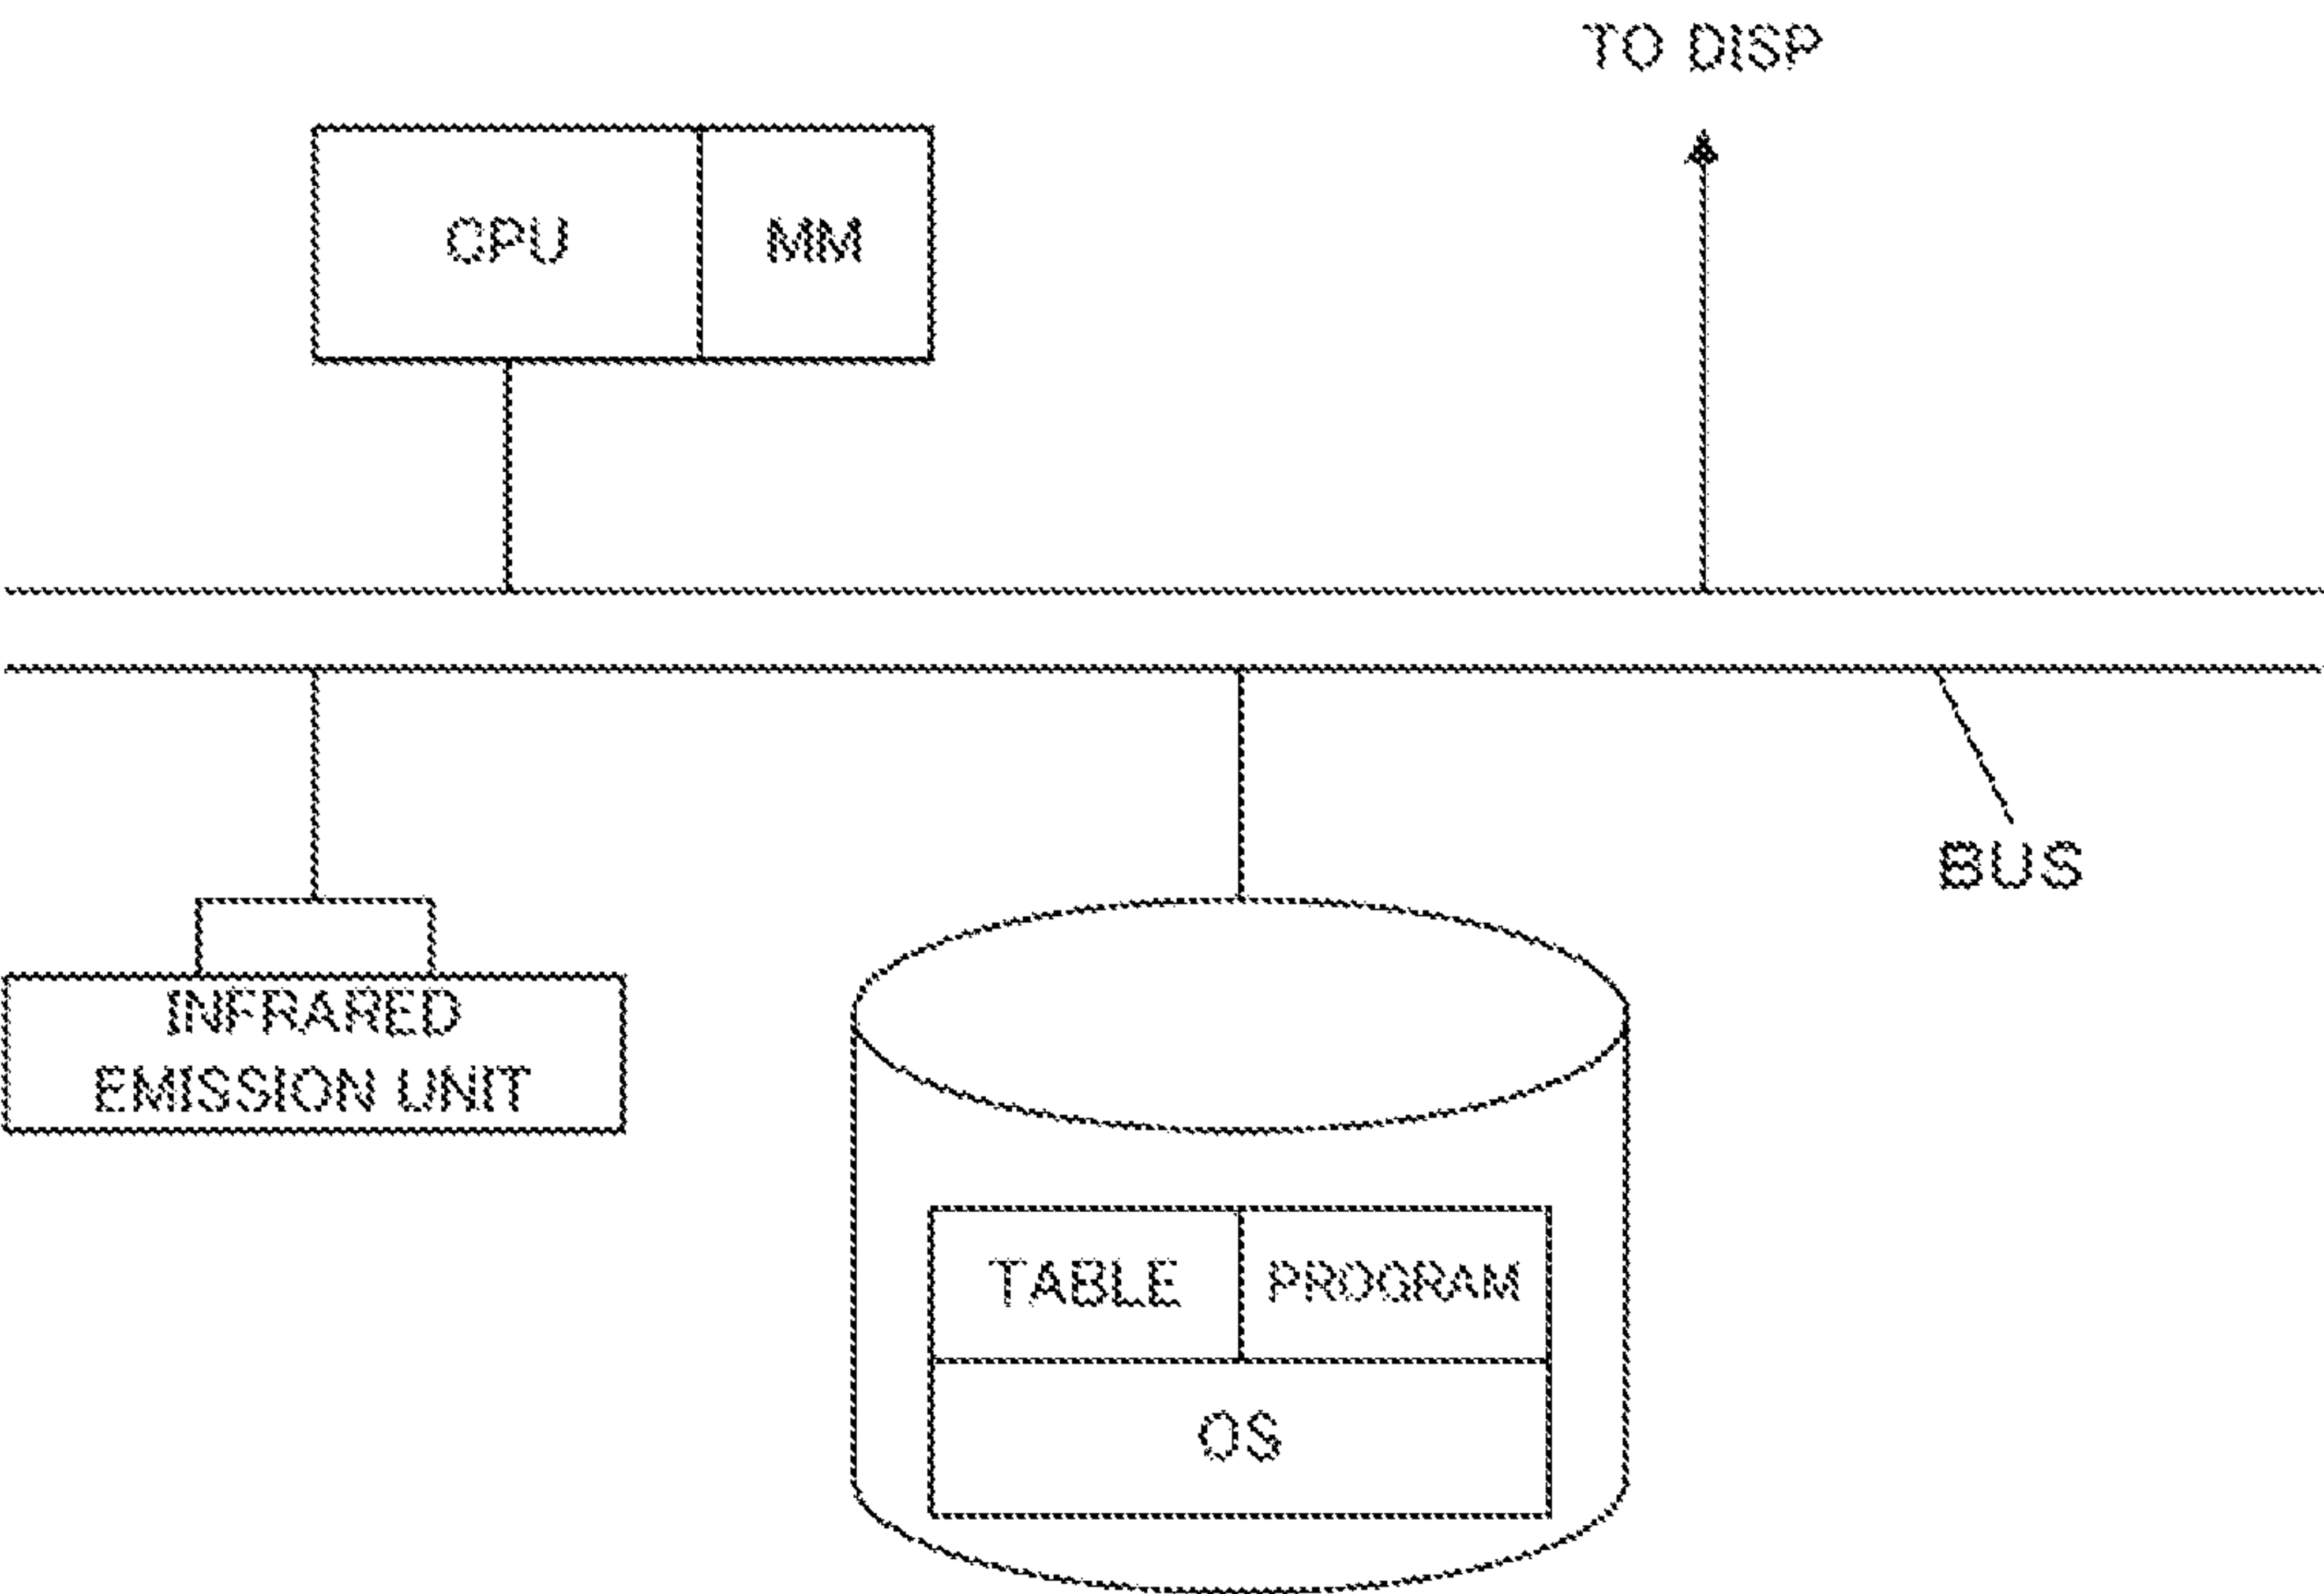 TO DISP
CPU
MM
BUS
INFRARED
EMISSION UNIT
TABLE
PROGRAM
OS